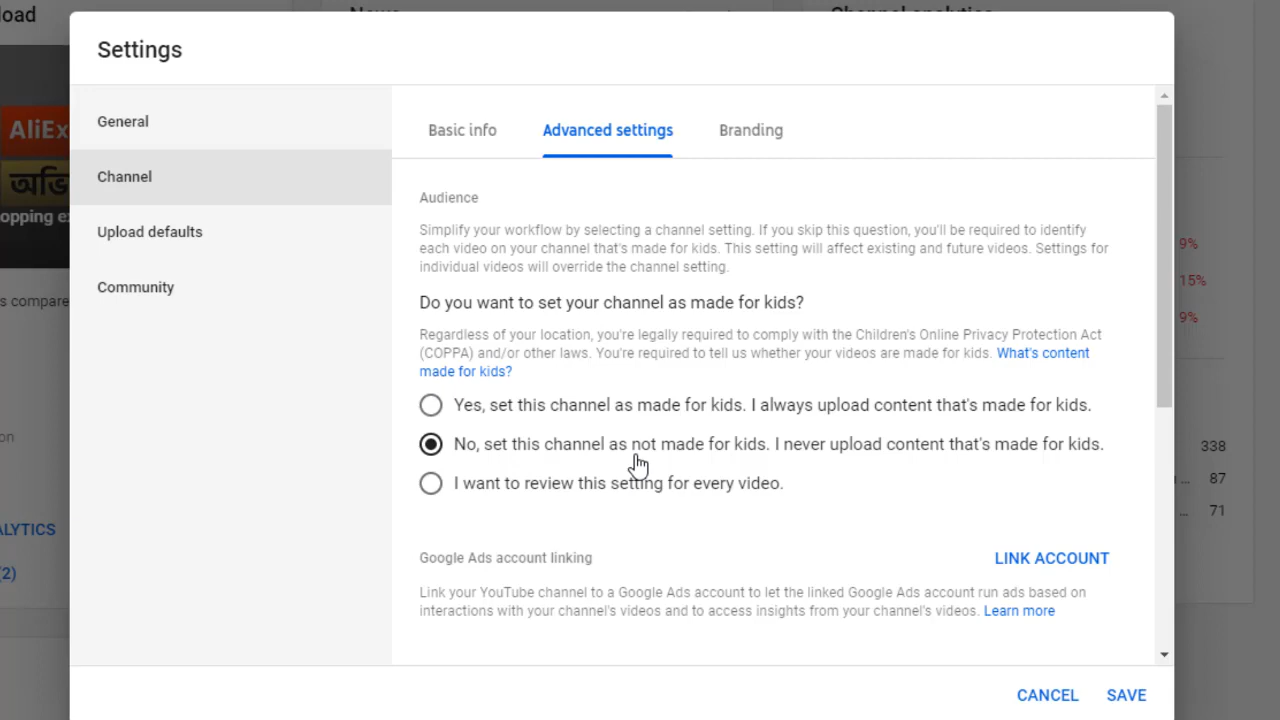 load
News
Channel analytics
Settings
AliEx
অভি
opping e
General
Channel
Upload defaults
Community
Basic info
Advanced settings
Branding
Audience
Simplify your workflow by selecting a channel setting. If you skip this question, you'll be required to identify
each video on your channel that's made for kids. This setting will affect existing and future videos. Settings for
individual videos will override the channel setting.
Do you want to set your channel as made for kids?
Regardless of your location, you're legally required to comply with the Children's Online Privacy Protection Act
(COPPA) and/or other laws. You're required to tell us whether your videos are made for kids. What's content
made for kids?
Yes, set this channel as made for kids. I always upload content that's made for kids.
No, set this channel as not made for kids. I never upload content that's made for kids.
I want to review this setting for every video.
Google Ads account linking
LINK ACCOUNT
Link your YouTube channel to a Google Ads account to let the linked Google Ads account run ads based on
interactions with your channel's videos and to access insights from your channel's videos. Learn more
CANCEL
SAVE
s compare
on
ALYTICS
(2)
9%
15%
9%
338
... 87
... 71